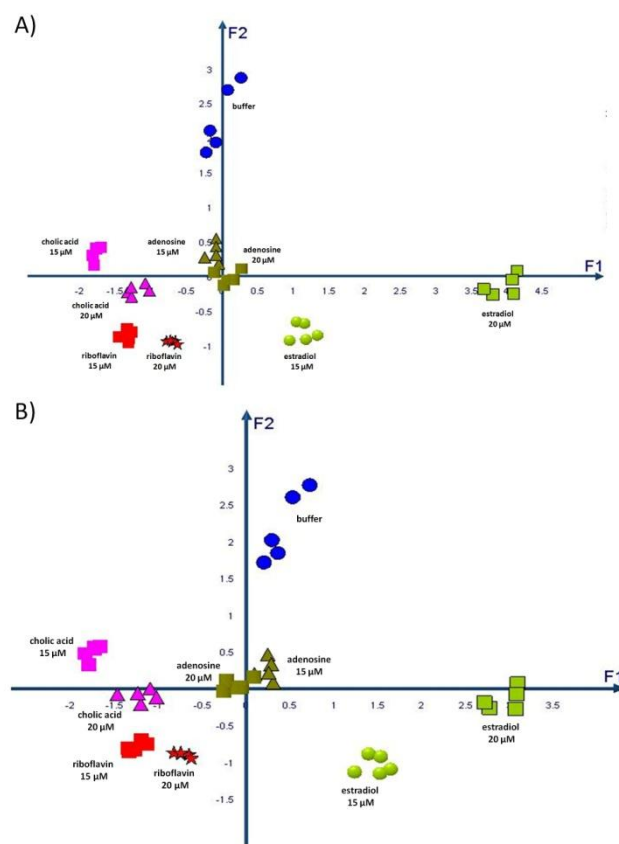 A)
F2
3
2.5
buffer
2
1.5
1
cholic acid
15 µM
adenosine
15 µM
0.5
adenosine
20 µM
F1
-1.5
-1
-0.5
0.5
1
1.5
2
2.5
3
3.5
4
4.5
cholic acid
20 µM
-0.5
estradiol
20 µM
riboflavin
15 µM
riboflavin
20 µM
-1
estradiol
15 µM
B)
F2
3
2.5
buffer
2
1.5
1
cholic acid
15 µM
0.5
adenosine
20 µM
adenosine
15 µM
F1
-2
-1.5
-1
-0.5
0.5
1
1.5
2
2.5
3
3.5
cholic acid
20 µM
-0.5
estradiol
20 µM
riboflavin
15 µM
riboflavin
20 µM
-1
estradiol
15 µM
-1.5